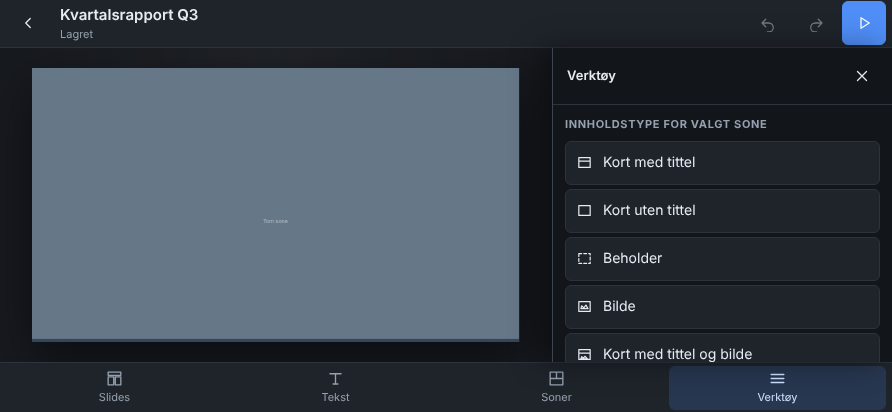 Kvartalsrapport Q3
Lagret
Verktøy
INNHOLDSTYPE FOR VALGT SONE
Kort med tittel
Kort uten tittel
Beholder
Bilde
Kort med tittel og bilde
Tom sone
Slides
Tekst
Soner
Verktøy